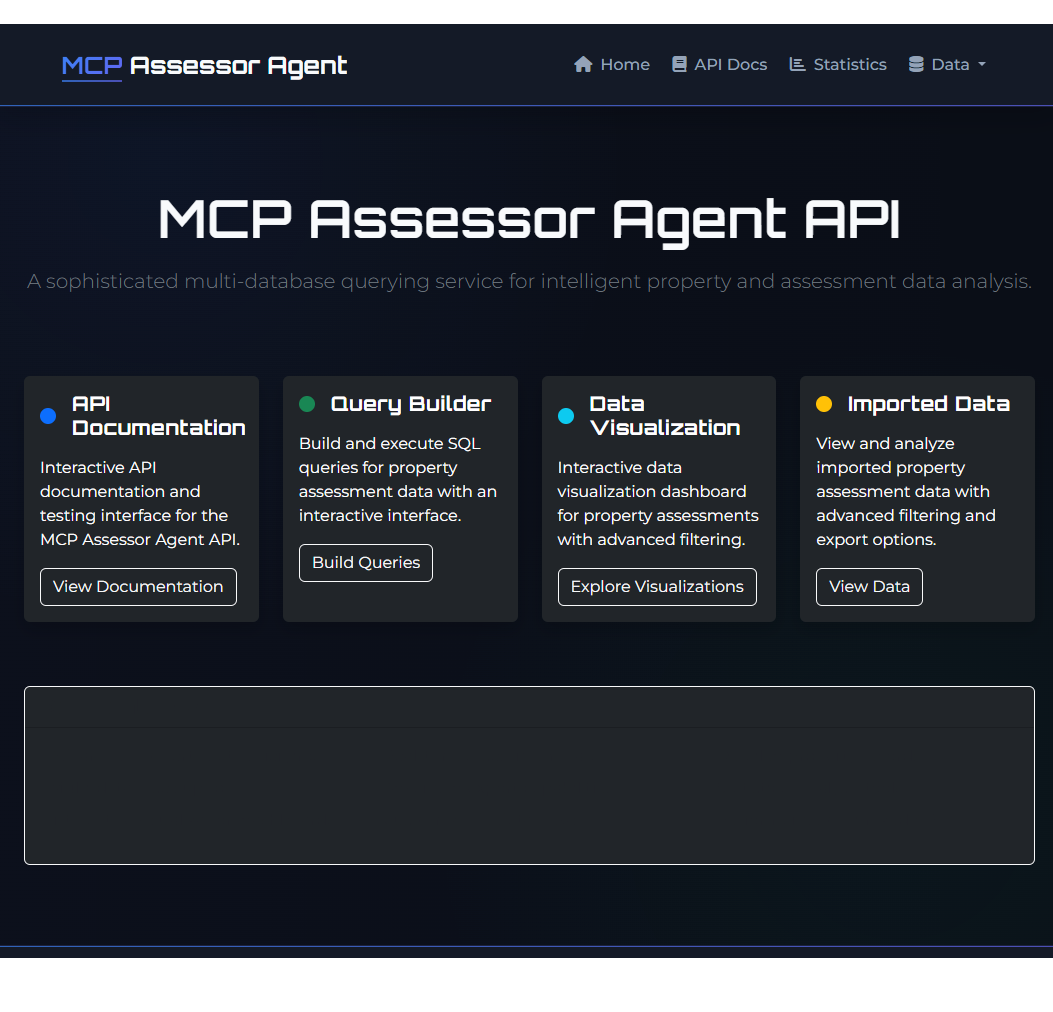 MCP Assessor Agent
Home API Docs Statistics Data
MCP Assessor Agent API
A sophisticated multi-database querying service for intelligent property and assessment data analysis.
API
Documentation
Interactive API
documentation and
testing interface for the
MCP Assessor Agent API.
View Documentation
Query Builder
Build and execute SQL
queries for property
assessment data with an
interactive interface.
Build Queries
Data
Visualization
Interactive data
visualization dashboard
for property assessments
with advanced filtering.
Explore Visualizations
Imported Data
View and analyze
imported property
assessment data with
advanced filtering and
export options.
View Data